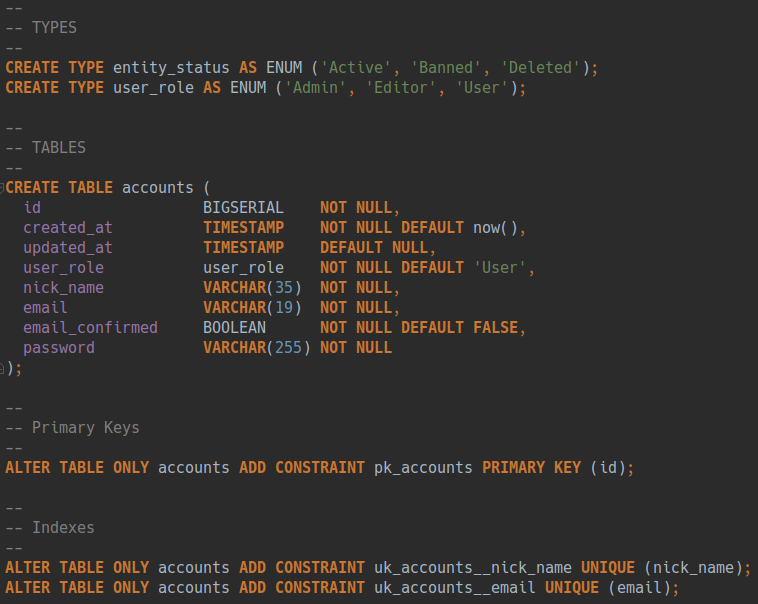 --
-- TYPES
--
CREATE TYPE entity_status AS ENUM ('Active', 'Banned', 'Deleted');
CREATE TYPE user_role AS ENUM ('Admin', 'Editor', 'User');

--
-- TABLES
--
CREATE TABLE accounts (
  id                  BIGSERIAL    NOT NULL,
  created_at          TIMESTAMP    NOT NULL DEFAULT now(),
  updated_at          TIMESTAMP    DEFAULT NULL,
  user_role           user_role    NOT NULL DEFAULT 'User',
  nick_name           VARCHAR(35)  NOT NULL,
  email               VARCHAR(19)  NOT NULL,
  email_confirmed     BOOLEAN      NOT NULL DEFAULT FALSE,
  password            VARCHAR(255) NOT NULL
);

--
-- Primary Keys
--
ALTER TABLE ONLY accounts ADD CONSTRAINT pk_accounts PRIMARY KEY (id);

--
-- Indexes
--
ALTER TABLE ONLY accounts ADD CONSTRAINT uk_accounts__nick_name UNIQUE (nick_name);
ALTER TABLE ONLY accounts ADD CONSTRAINT uk_accounts__email UNIQUE (email);